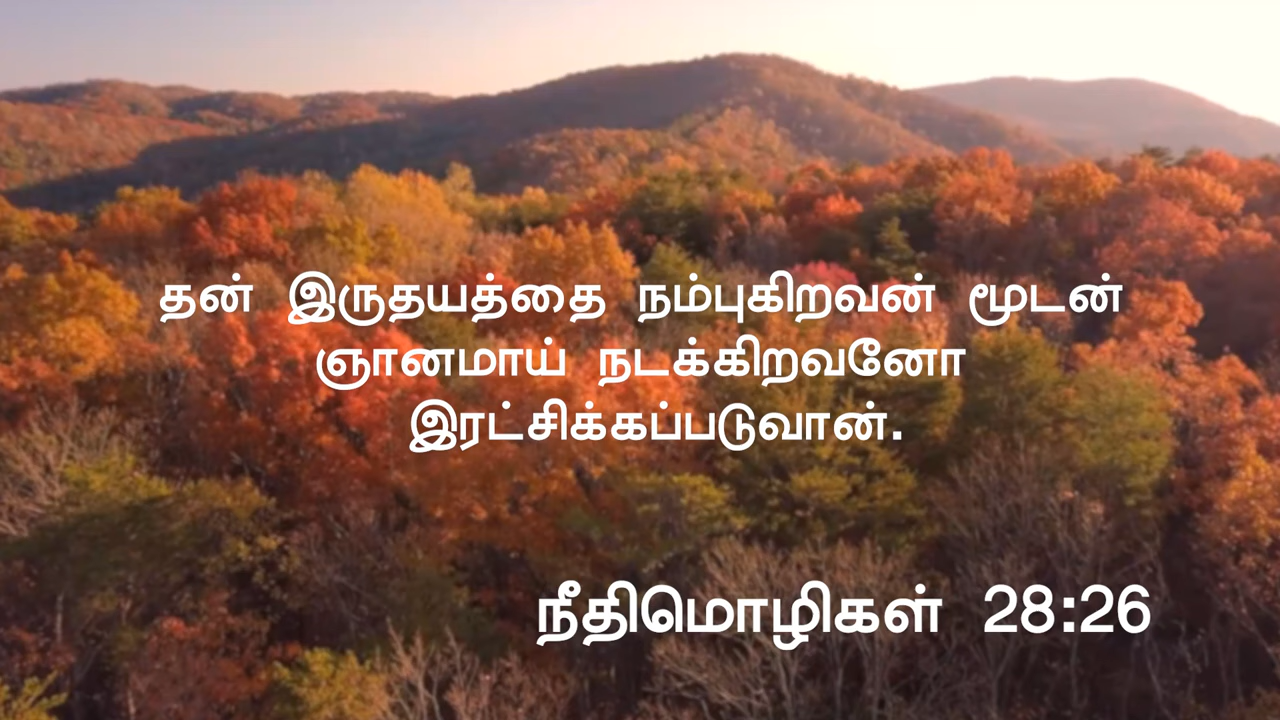 தன் இருதயத்தை நம்புகிறவன் மூடன்
ஞானமாய் நடக்கிறவனோ
இரட்சிக்கப்படுவான்.
நீதிமொழிகள் 28:26